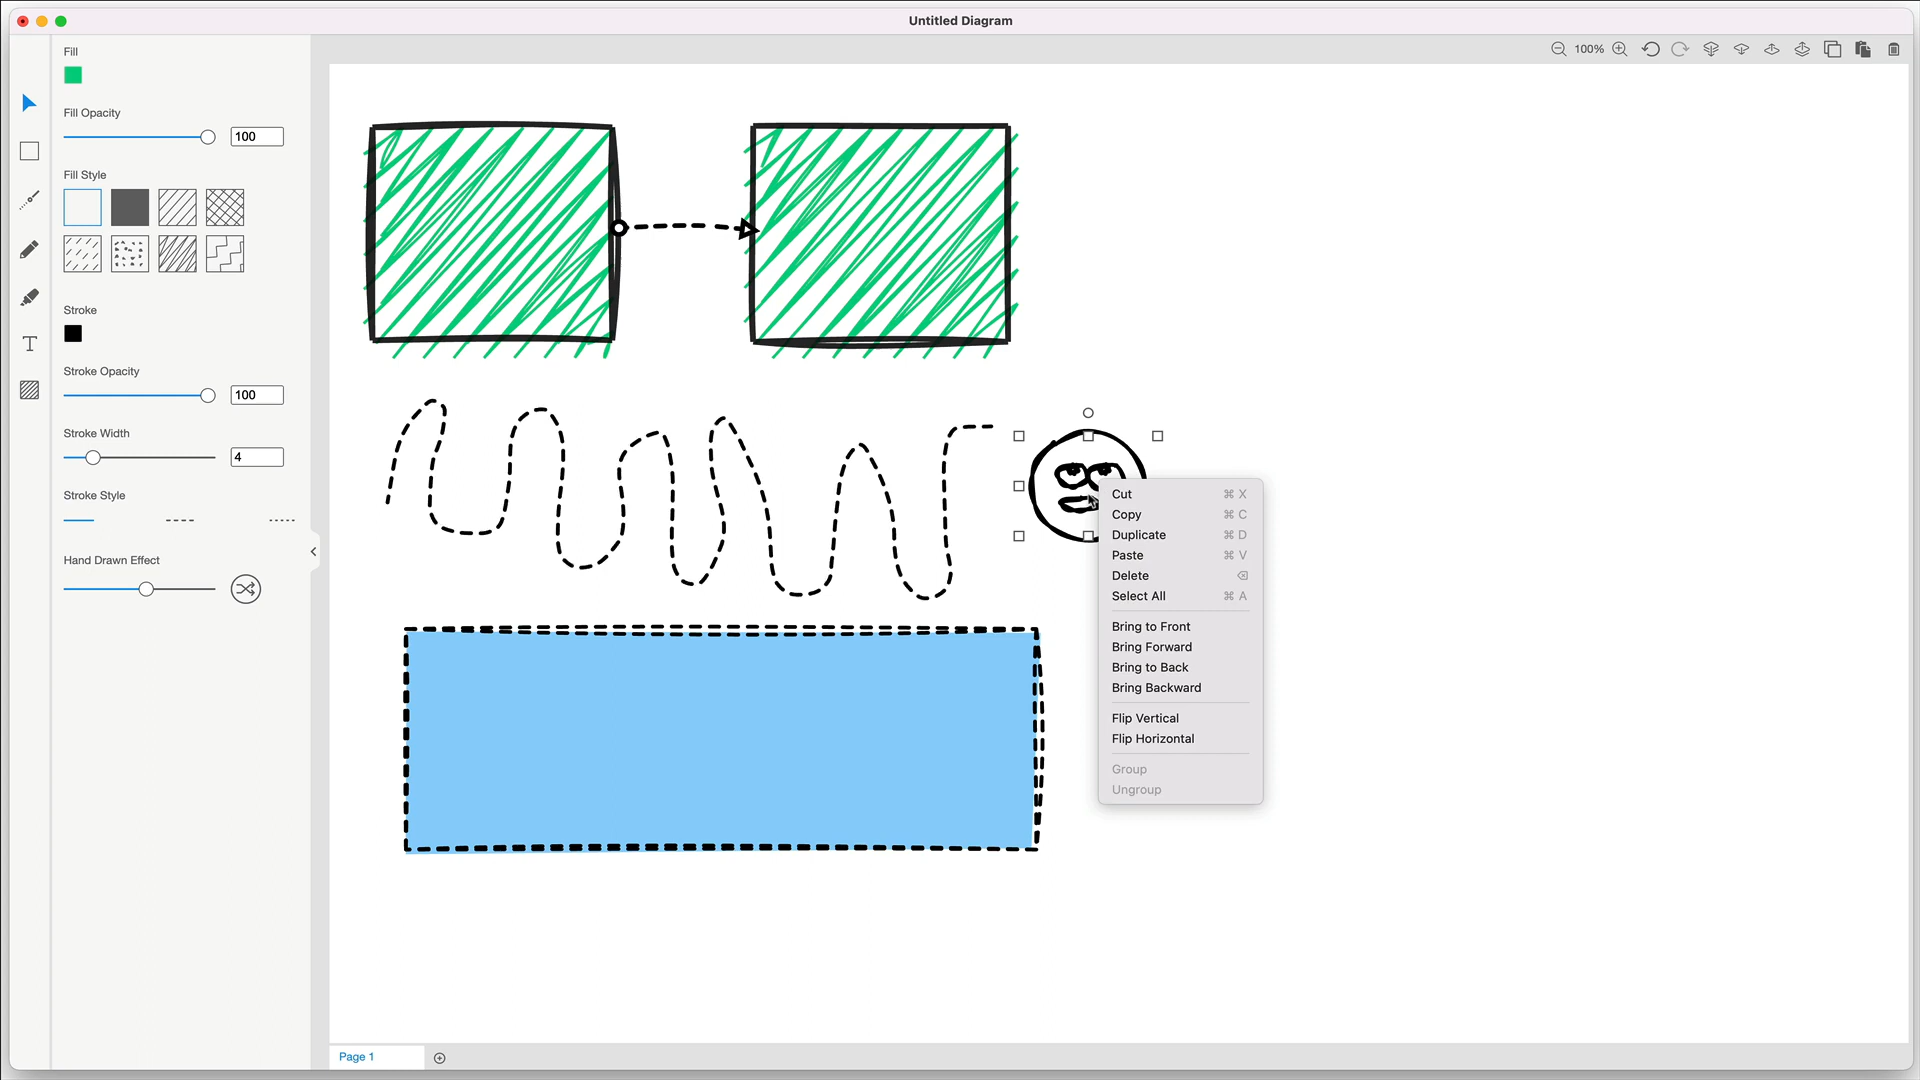 Untitled Diagram
Fill
100%
Fill Opacity
100
Fill Style
Stroke
Stroke Opacity
100
Stroke Width
4
Stroke Style
Hand Drawn Effect
Cut ⌘ X
Copy ⌘ C
Duplicate ⌘ D
Paste ⌘ V
Delete ⌫
Select All ⌘ A
Bring to Front
Bring Forward
Bring to Back
Bring Backward
Flip Vertical
Flip Horizontal
Group
Ungroup
Page 1